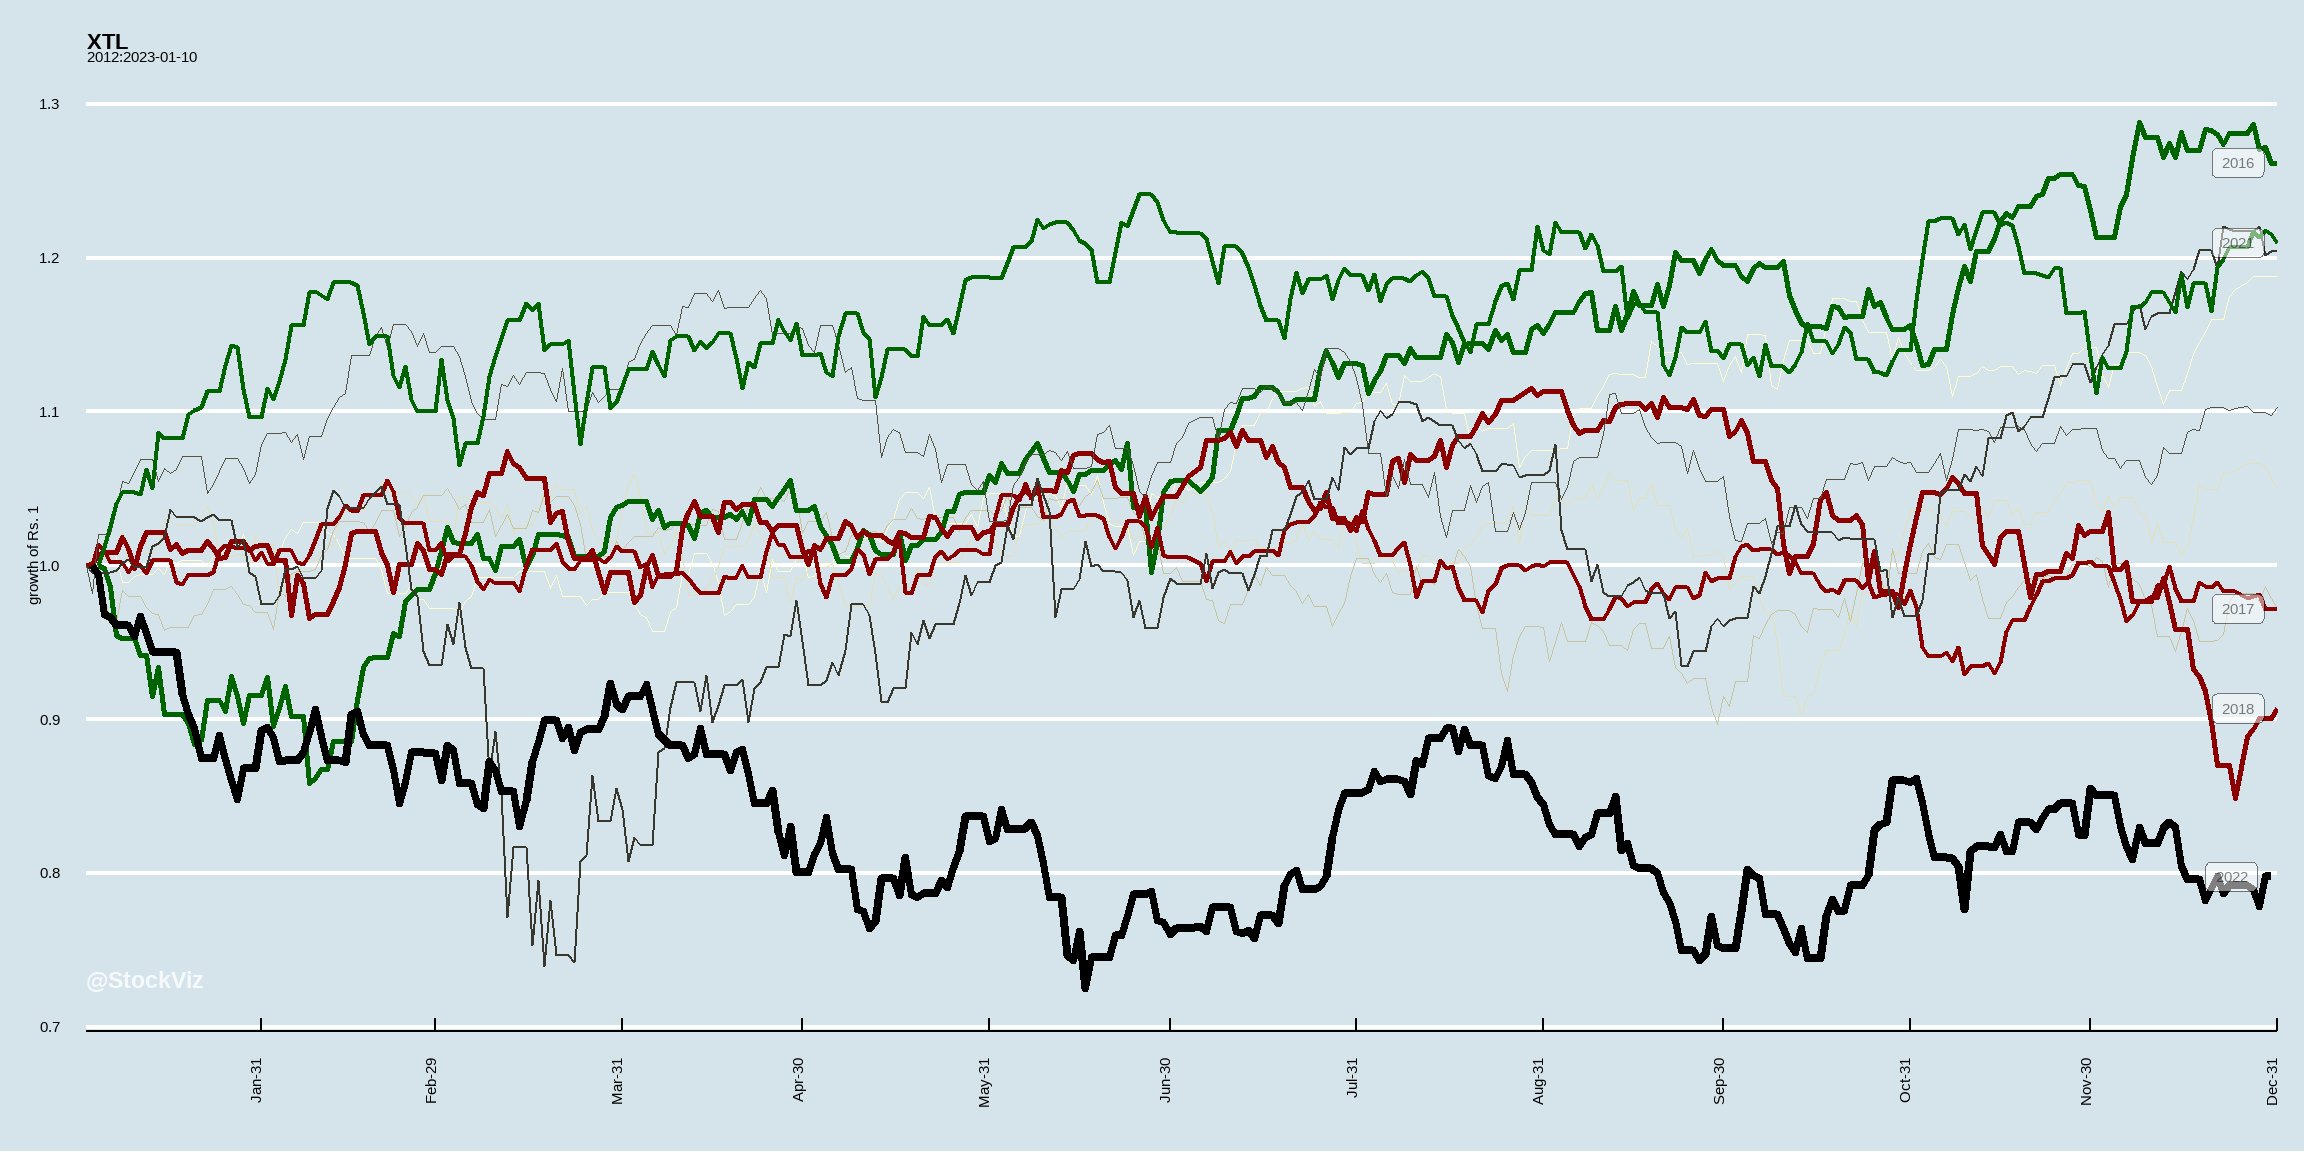 XTL
2012:2023-01-10
1.3
1.2
1.1
1.0
0.9
0.8
0.7
growth of Rs. 1
2016
2021
2017
2018
2022
@StockViz
Jan-31
Feb-29
Mar-31
Apr-30
May-31
Jun-30
Jul-31
Aug-31
Sep-30
Oct-31
Nov-30
Dec-31